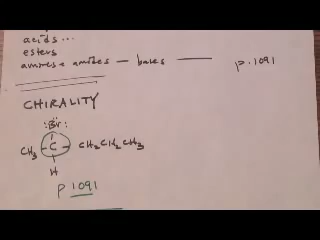 acids...
esters
amines + amides — bases —— p. 1091
CHIRALITY
:Br:
CH₃ - C - CH₂CH₂CH₃
H
p 1091